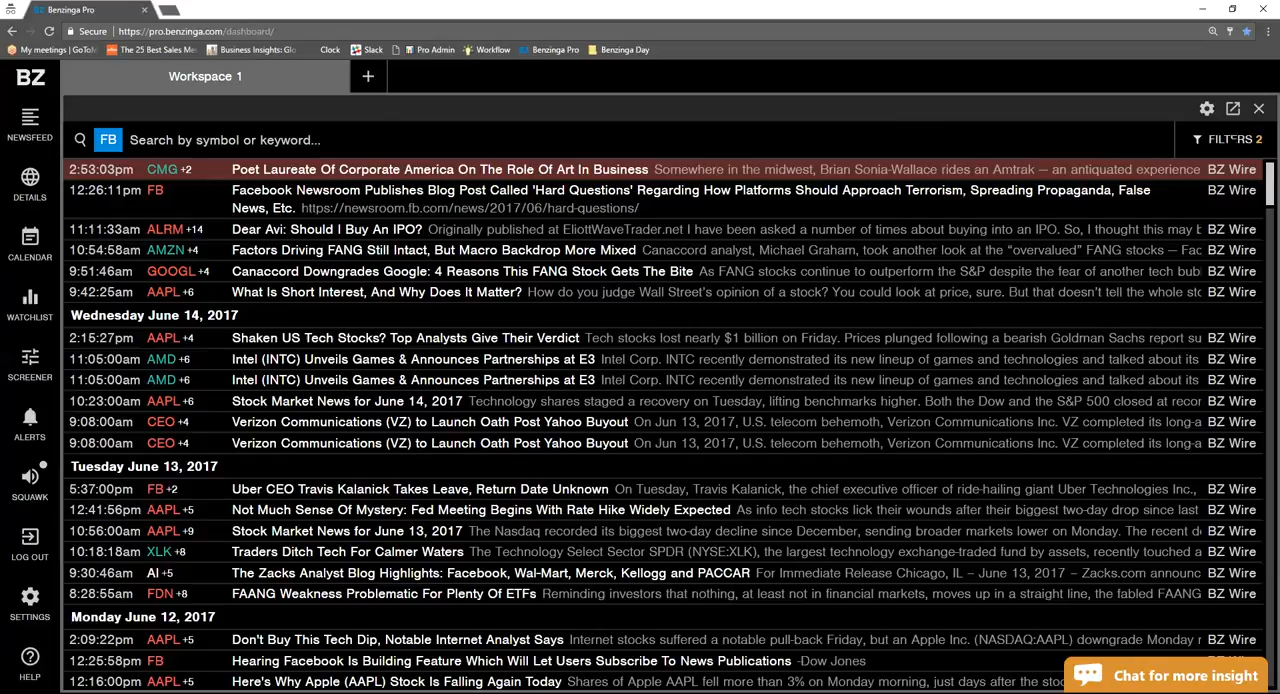 Benzinga Pro
Secure https://pro.benzinga.com/dashboard/
My meetings | GoToM The 25 Best Sales Me Business Insights: Glo Clock Slack Pro Admin Workflow Benzinga Pro Benzinga Day
BZ Workspace 1 +
NEWSFEED
DETAILS
CALENDAR
WATCHLIST
SCREENER
ALERTS
SQUAWK
LOG OUT
SETTINGS
HELP
FB Search by symbol or keyword... FILTERS 2
2:53:03pm CMG +2 Poet Laureate Of Corporate America On The Role Of Art In Business Somewhere in the midwest, Brian Sonia-Wallace rides an Amtrak — an antiquated experience BZ Wire
12:26:11pm FB Facebook Newsroom Publishes Blog Post Called 'Hard Questions' Regarding How Platforms Should Approach Terrorism, Spreading Propaganda, False BZ Wire
News, Etc. https://newsroom.fb.com/news/2017/06/hard-questions/
11:11:33am ALRM +14 Dear Avi: Should I Buy An IPO? Originally published at ElliottWaveTrader.net I have been asked a number of times about buying into an IPO. So, I thought this may b BZ Wire
10:54:58am AMZN +4 Factors Driving FANG Still Intact, But Macro Backdrop More Mixed Canaccord analyst, Michael Graham, took another look at the “overvalued” FANG stocks — Fac BZ Wire
9:51:46am GOOGL +4 Canaccord Downgrades Google: 4 Reasons This FANG Stock Gets The Bite As FANG stocks continue to outperform the S&P despite the fear of another tech bub BZ Wire
9:42:25am AAPL +6 What Is Short Interest, And Why Does It Matter? How do you judge Wall Street's opinion of a stock? You could look at price, sure. But that doesn't tell the whole sto BZ Wire
Wednesday June 14, 2017
2:15:27pm AAPL +4 Shaken US Tech Stocks? Top Analysts Give Their Verdict Tech stocks lost nearly $1 billion on Friday. Prices plunged following a bearish Goldman Sachs report su BZ Wire
11:05:00am AMD +6 Intel (INTC) Unveils Games & Announces Partnerships at E3 Intel Corp. INTC recently demonstrated its new lineup of games and technologies and talked about its BZ Wire
11:05:00am AMD +6 Intel (INTC) Unveils Games & Announces Partnerships at E3 Intel Corp. INTC recently demonstrated its new lineup of games and technologies and talked about its BZ Wire
10:23:00am AAPL +6 Stock Market News for June 14, 2017 Technology shares staged a recovery on Tuesday, lifting benchmarks higher. Both the Dow and the S&P 500 closed at recor BZ Wire
9:08:00am CEO +4 Verizon Communications (VZ) to Launch Oath Post Yahoo Buyout On Jun 13, 2017, U.S. telecom behemoth, Verizon Communications Inc. VZ completed its long-a BZ Wire
9:08:00am CEO +4 Verizon Communications (VZ) to Launch Oath Post Yahoo Buyout On Jun 13, 2017, U.S. telecom behemoth, Verizon Communications Inc. VZ completed its long-a BZ Wire
Tuesday June 13, 2017
5:37:00pm FB +2 Uber CEO Travis Kalanick Takes Leave, Return Date Unknown On Tuesday, Travis Kalanick, the chief executive officer of ride-hailing giant Uber Technologies Inc., BZ Wire
12:41:56pm AAPL +5 Not Much Sense Of Mystery: Fed Meeting Begins With Rate Hike Widely Expected As info tech stocks lick their wounds after their biggest two-day drop since last BZ Wire
10:56:00am AAPL +9 Stock Market News for June 13, 2017 The Nasdaq recorded its biggest two-day decline since December, sending broader markets lower on Monday. The recent de BZ Wire
10:18:18am XLK +8 Traders Ditch Tech For Calmer Waters The Technology Select Sector SPDR (NYSE:XLK), the largest technology exchange-traded fund by assets, recently touched a BZ Wire
9:30:46am AI +5 The Zacks Analyst Blog Highlights: Facebook, Wal-Mart, Merck, Kellogg and PACCAR For Immediate Release Chicago, IL – June 13, 2017 – Zacks.com announc BZ Wire
8:28:55am FDN +8 FAANG Weakness Problematic For Plenty Of ETFs Reminding investors that nothing, at least not in financial markets, moves up in a straight line, the fabled FAANG BZ Wire
Monday June 12, 2017
2:09:22pm AAPL +5 Don't Buy This Tech Dip, Notable Internet Analyst Says Internet stocks suffered a notable pull-back Friday, but an Apple Inc. (NASDAQ:AAPL) downgrade Monday r BZ Wire
12:25:58pm FB Hearing Facebook Is Building Feature Which Will Let Users Subscribe To News Publications -Dow Jones
12:16:00pm AAPL +5 Here's Why Apple (AAPL) Stock Is Falling Again Today Shares of Apple AAPL fell more than 3% on Monday morning, just days after the
Chat for more insight